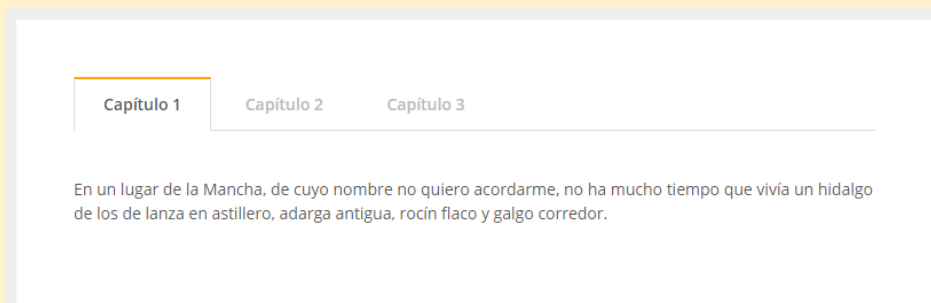 Capítulo 1 Capítulo 2 Capítulo 3
En un lugar de la Mancha, de cuyo nombre no quiero acordarme, no ha mucho tiempo que vivía un hidalgo
de los de lanza en astillero, adarga antigua, rocín flaco y galgo corredor.